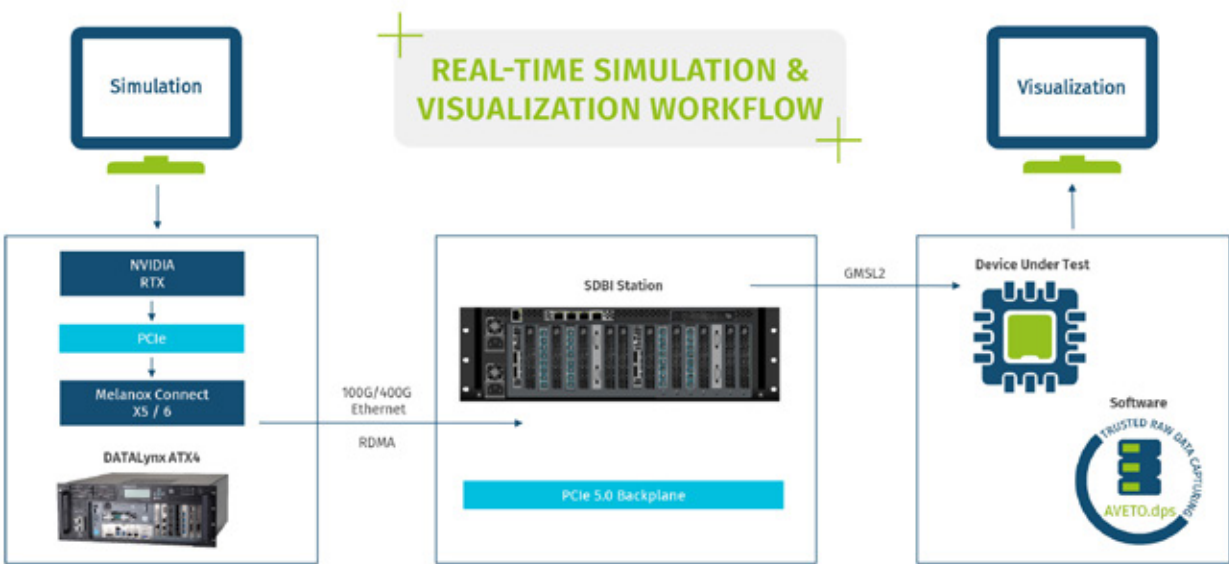 Simulation
REAL-TIME SIMULATION &
VISUALIZATION WORKFLOW
Visualization
NVIDIA
RTX
PCIe
Melanox Connect
X5 / 6
DATALynx ATX4
100G/400G
Ethernet
RDMA
SDBI Station
PCIe 5.0 Backplane
GMSL2
Device Under Test
Software
TRUSTED RAW DATA CAPTURING
AVETO.dps